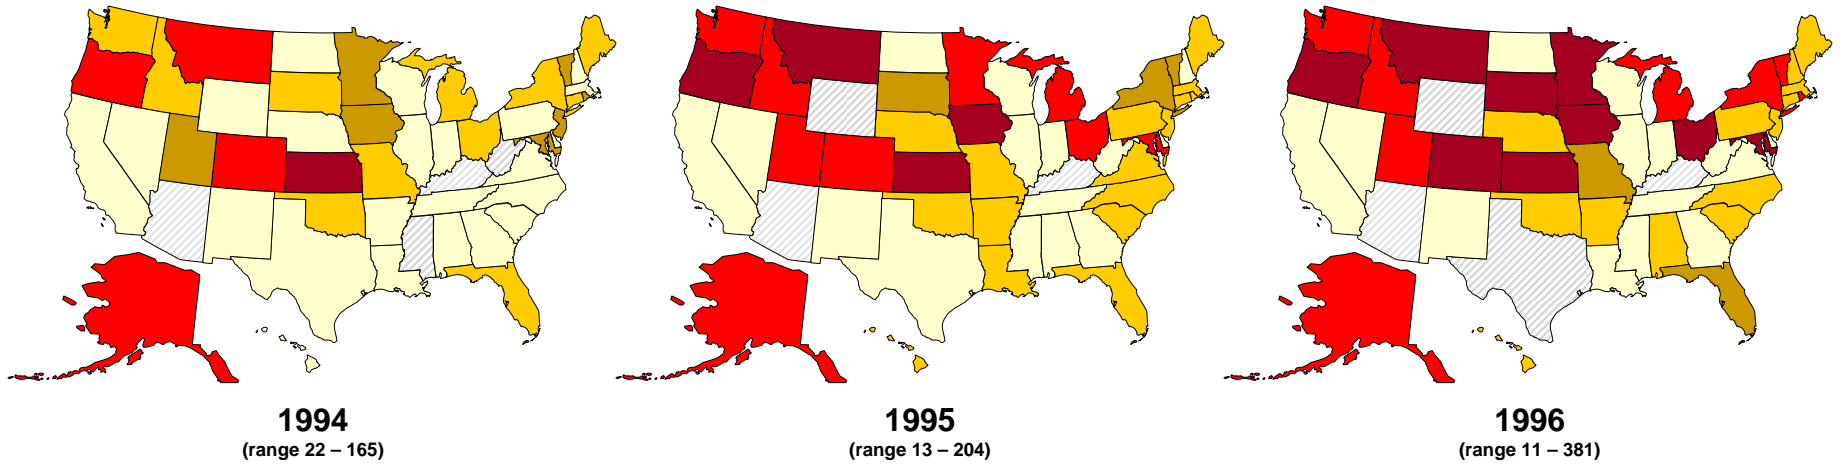 1994
(range 22 – 165)
1995
(range 13 – 204)
1996
(range 11 – 381)